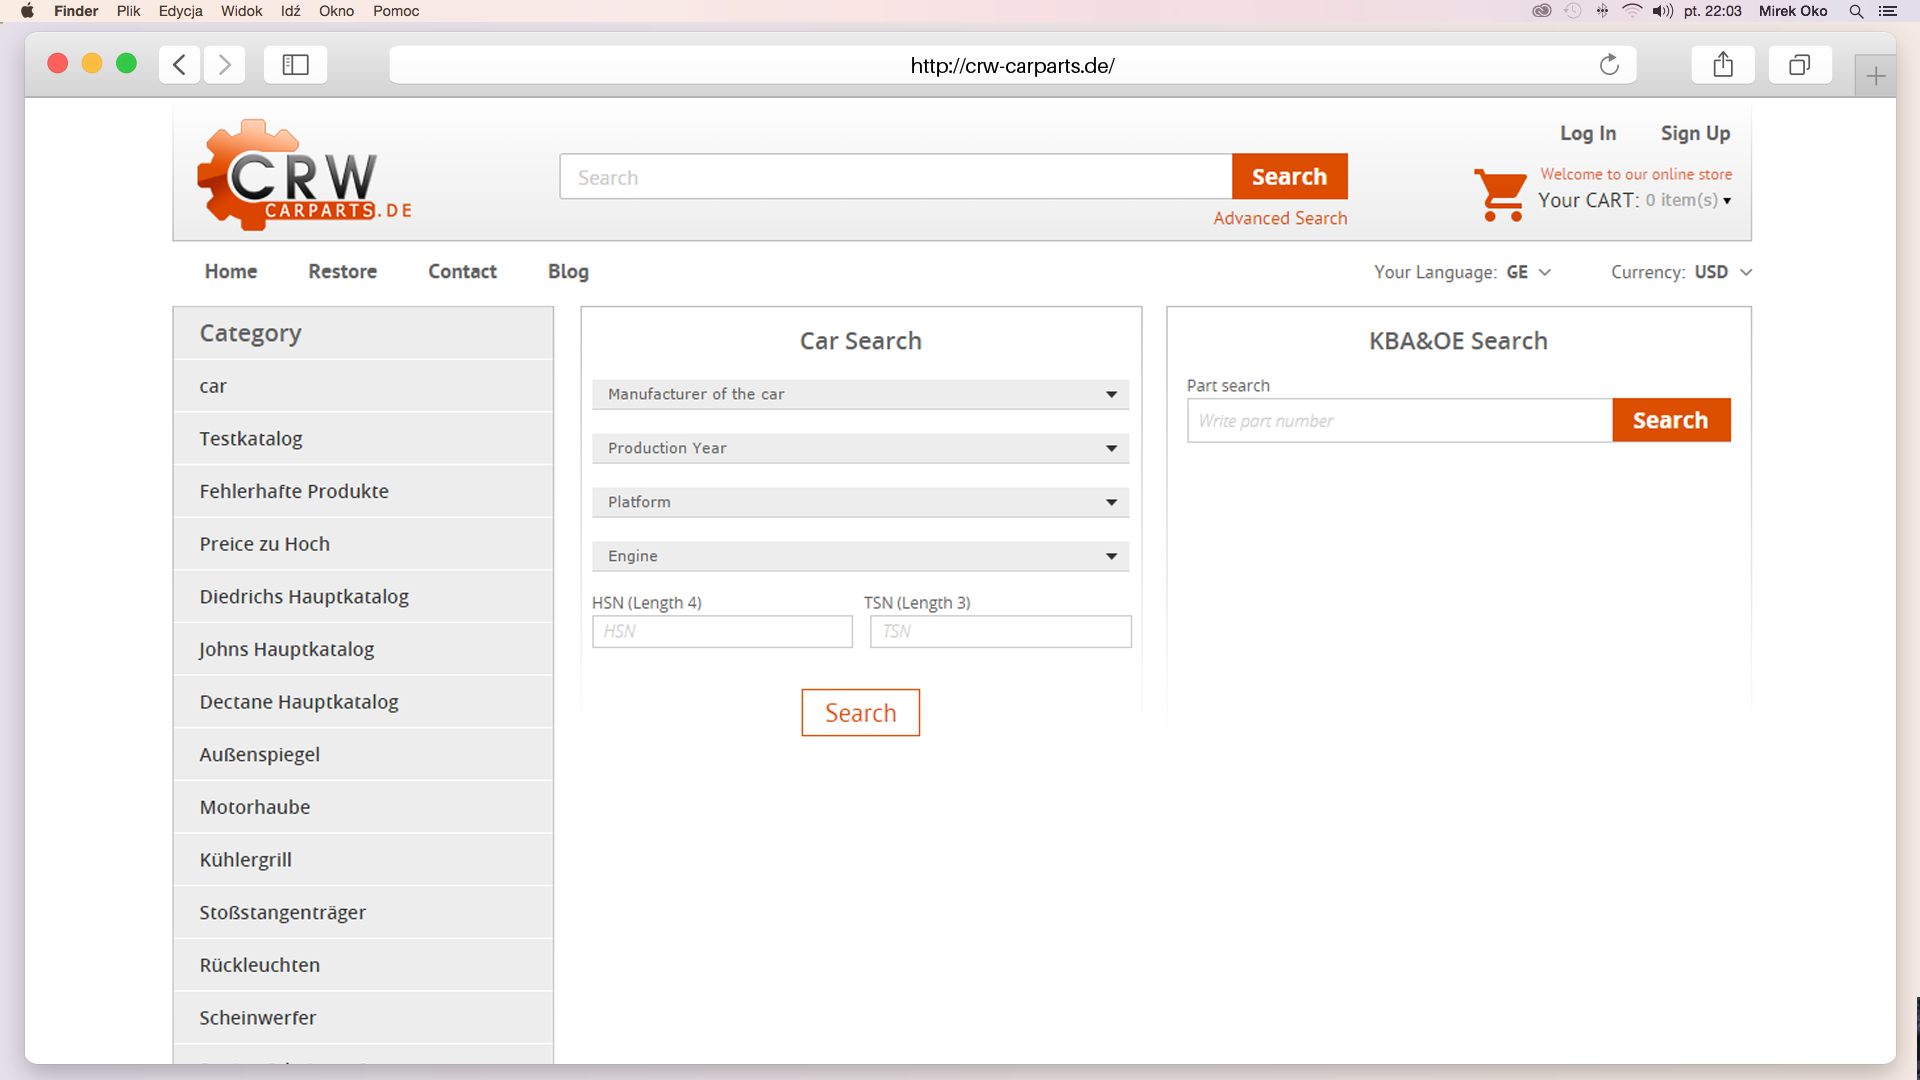 Finder Plik Edycja Widok Idź Okno Pomoc pt. 22:03 Mirek Oko
http://crw-carparts.de/
CRW
CARPARTS.DE
Search
Search
Advanced Search
Log In Sign Up
Welcome to our online store
Your CART: 0 item(s)
Home Restore Contact Blog Your Language: GE Currency: USD
Category
car
Testkatalog
Fehlerhafte Produkte
Preice zu Hoch
Diedrichs Hauptkatalog
Johns Hauptkatalog
Dectane Hauptkatalog
Außenspiegel
Motorhaube
Kühlergrill
Stoßstangenträger
Rückleuchten
Scheinwerfer
Car Search
Manufacturer of the car
Production Year
Platform
Engine
HSN (Length 4) TSN (Length 3)
HSN TSN
Search
KBA&OE Search
Part search
Write part number Search